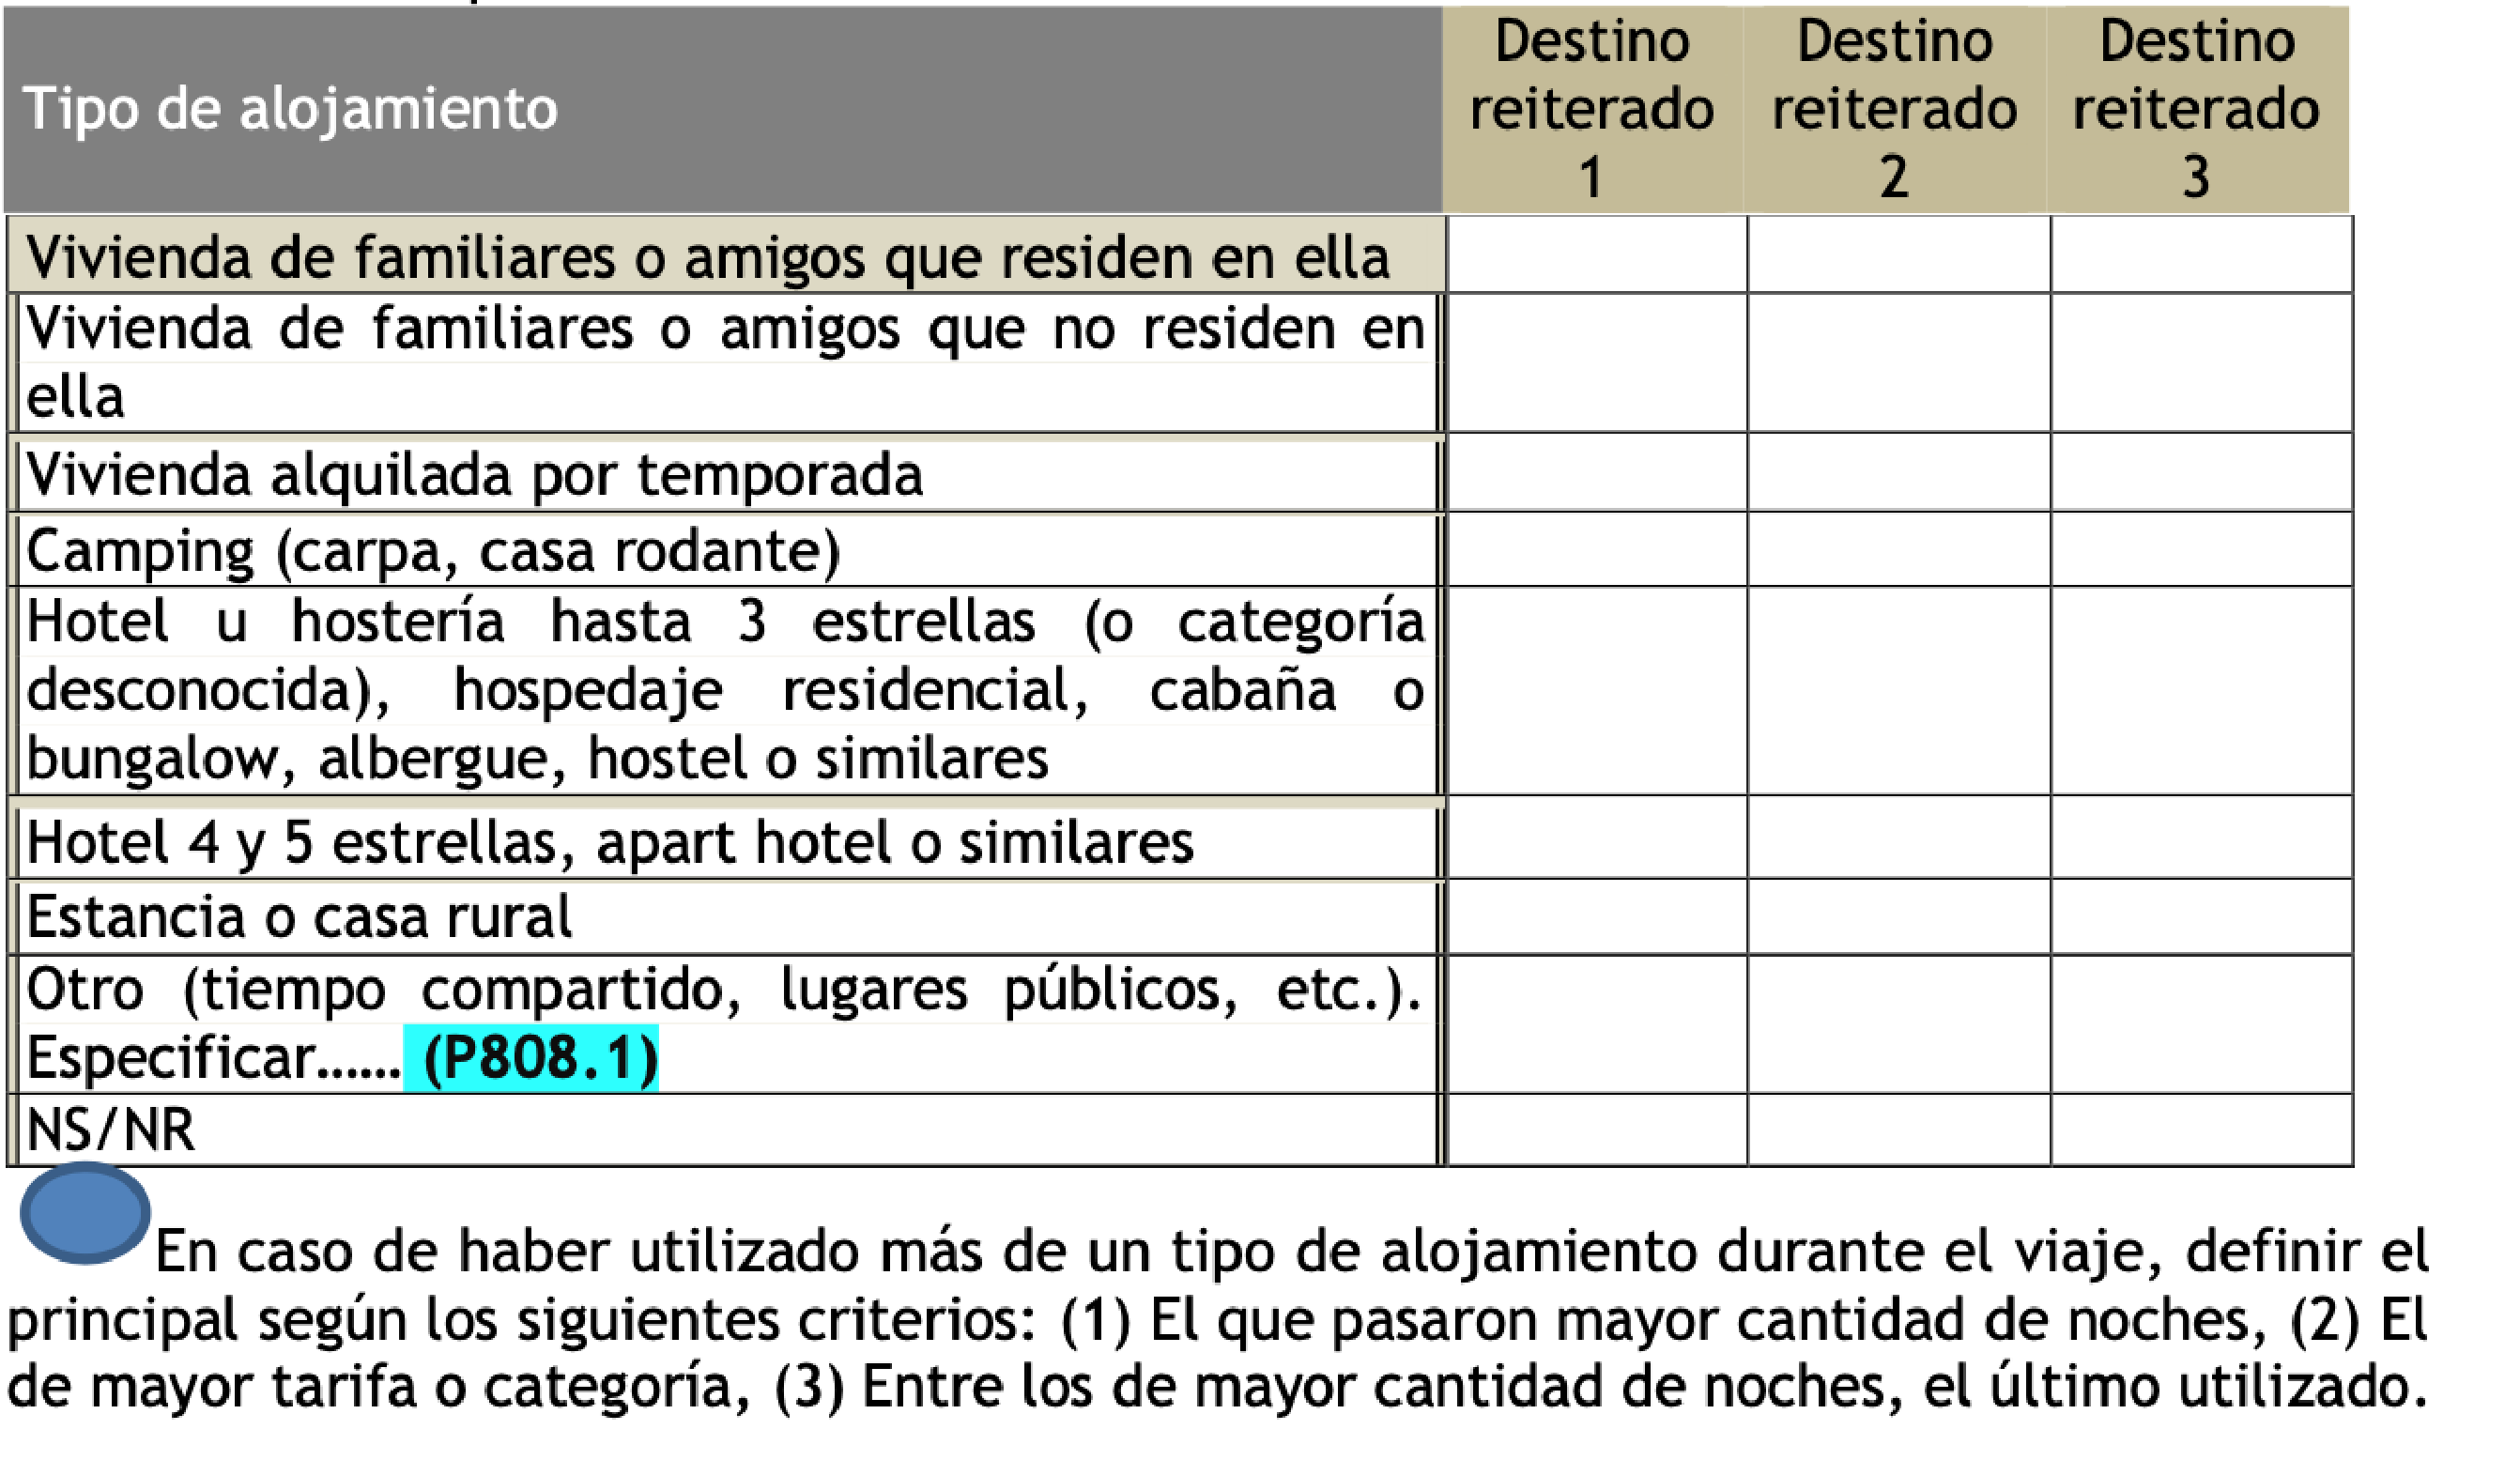 Tipo de alojamiento
Destino
reiterado
1
Destino
reiterado
2
Destino
reiterado
3
Vivienda de familiares o amigos que residen en ella
Vivienda de familiares o amigos que no residen en
ella
Vivienda alquilada por temporada
Camping (carpa, casa rodante)
Hotel u hostería hasta 3 estrellas (o categoría
desconocida), hospedaje residencial, cabaña o
bungalow, albergue, hostel o similares
Hotel 4 y 5 estrellas, apart hotel o similares
Estancia o casa rural
Otro (tiempo compartido, lugares públicos, etc.).
Especificar...... (P808.1)
NS/NR
En caso de haber utilizado más de un tipo de alojamiento durante el viaje, definir el
principal según los siguientes criterios: (1) El que pasaron mayor cantidad de noches, (2) El
de mayor tarifa o categoría, (3) Entre los de mayor cantidad de noches, el último utilizado.